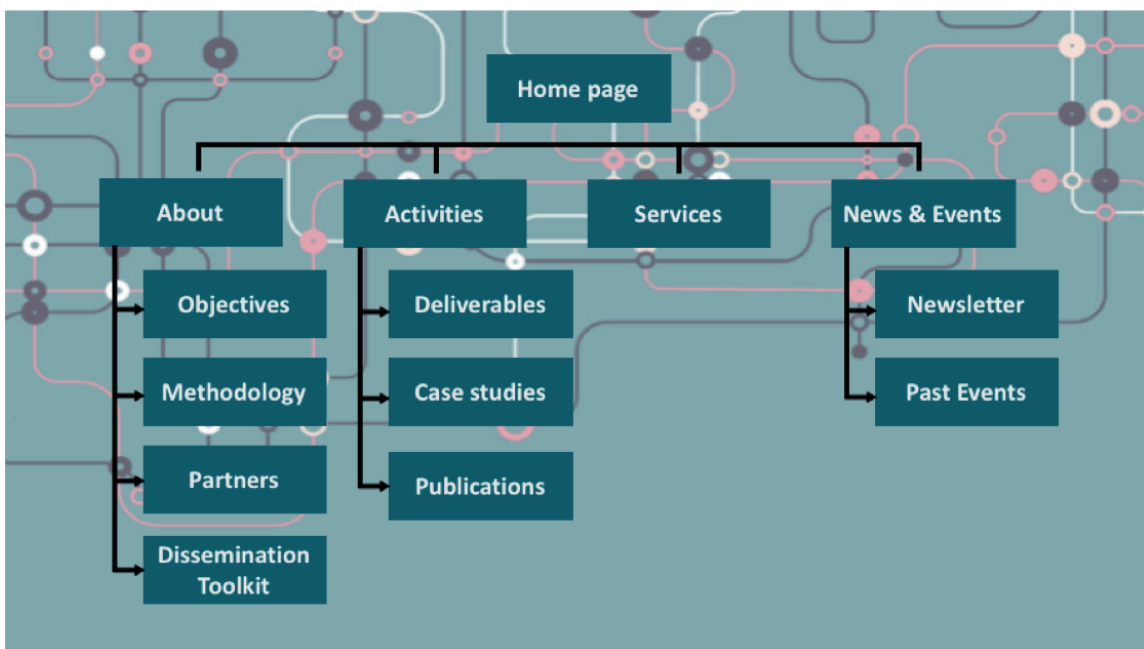 Home page
About
Activities
Services
News & Events
Objectives
Deliverables
Newsletter
Methodology
Case studies
Past Events
Partners
Publications
Dissemination
Toolkit